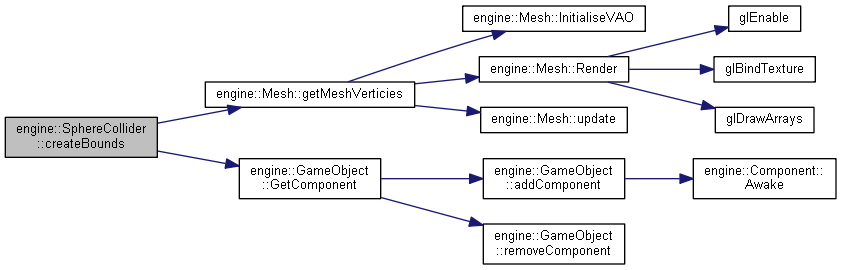 engine::SphereCollider
::createBounds
engine::Mesh::getMeshVerticies
engine::Mesh::InitialiseVAO
engine::Mesh::Render
glEnable
glBindTexture
glDrawArrays
engine::Mesh::update
engine::GameObject
::GetComponent
engine::GameObject
::addComponent
engine::Component::
Awake
engine::GameObject
::removeComponent